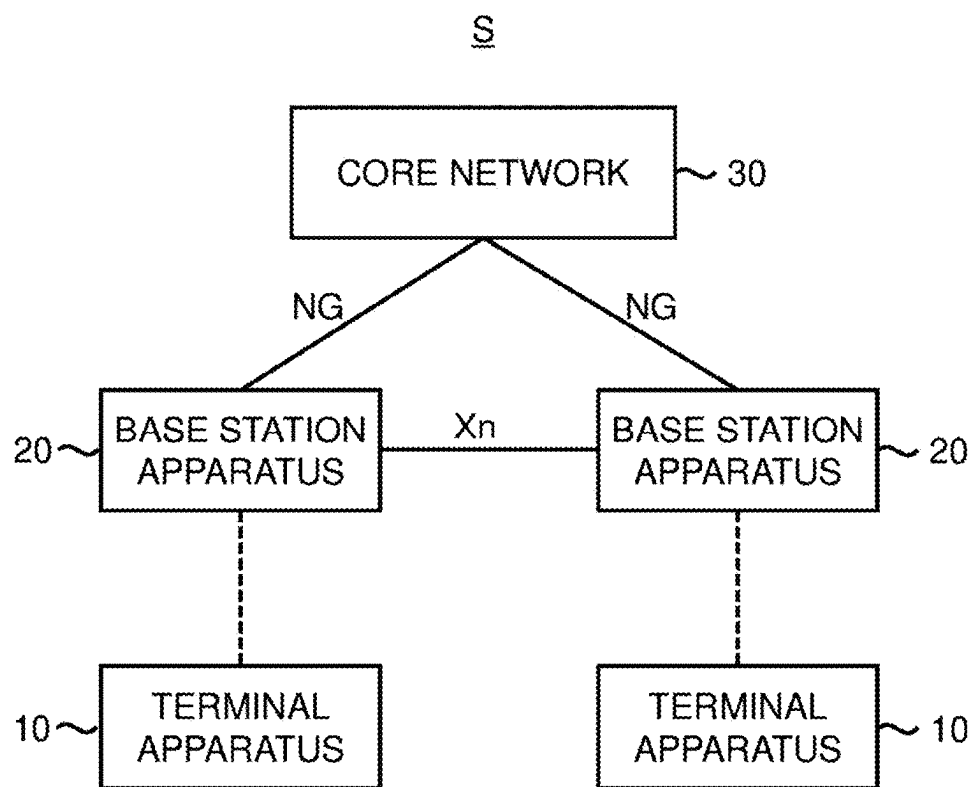 S
CORE NETWORK
30
NG
NG
20
BASE STATION
APPARATUS
Xn
BASE STATION
APPARATUS
20
10
TERMINAL
APPARATUS
TERMINAL
APPARATUS
10